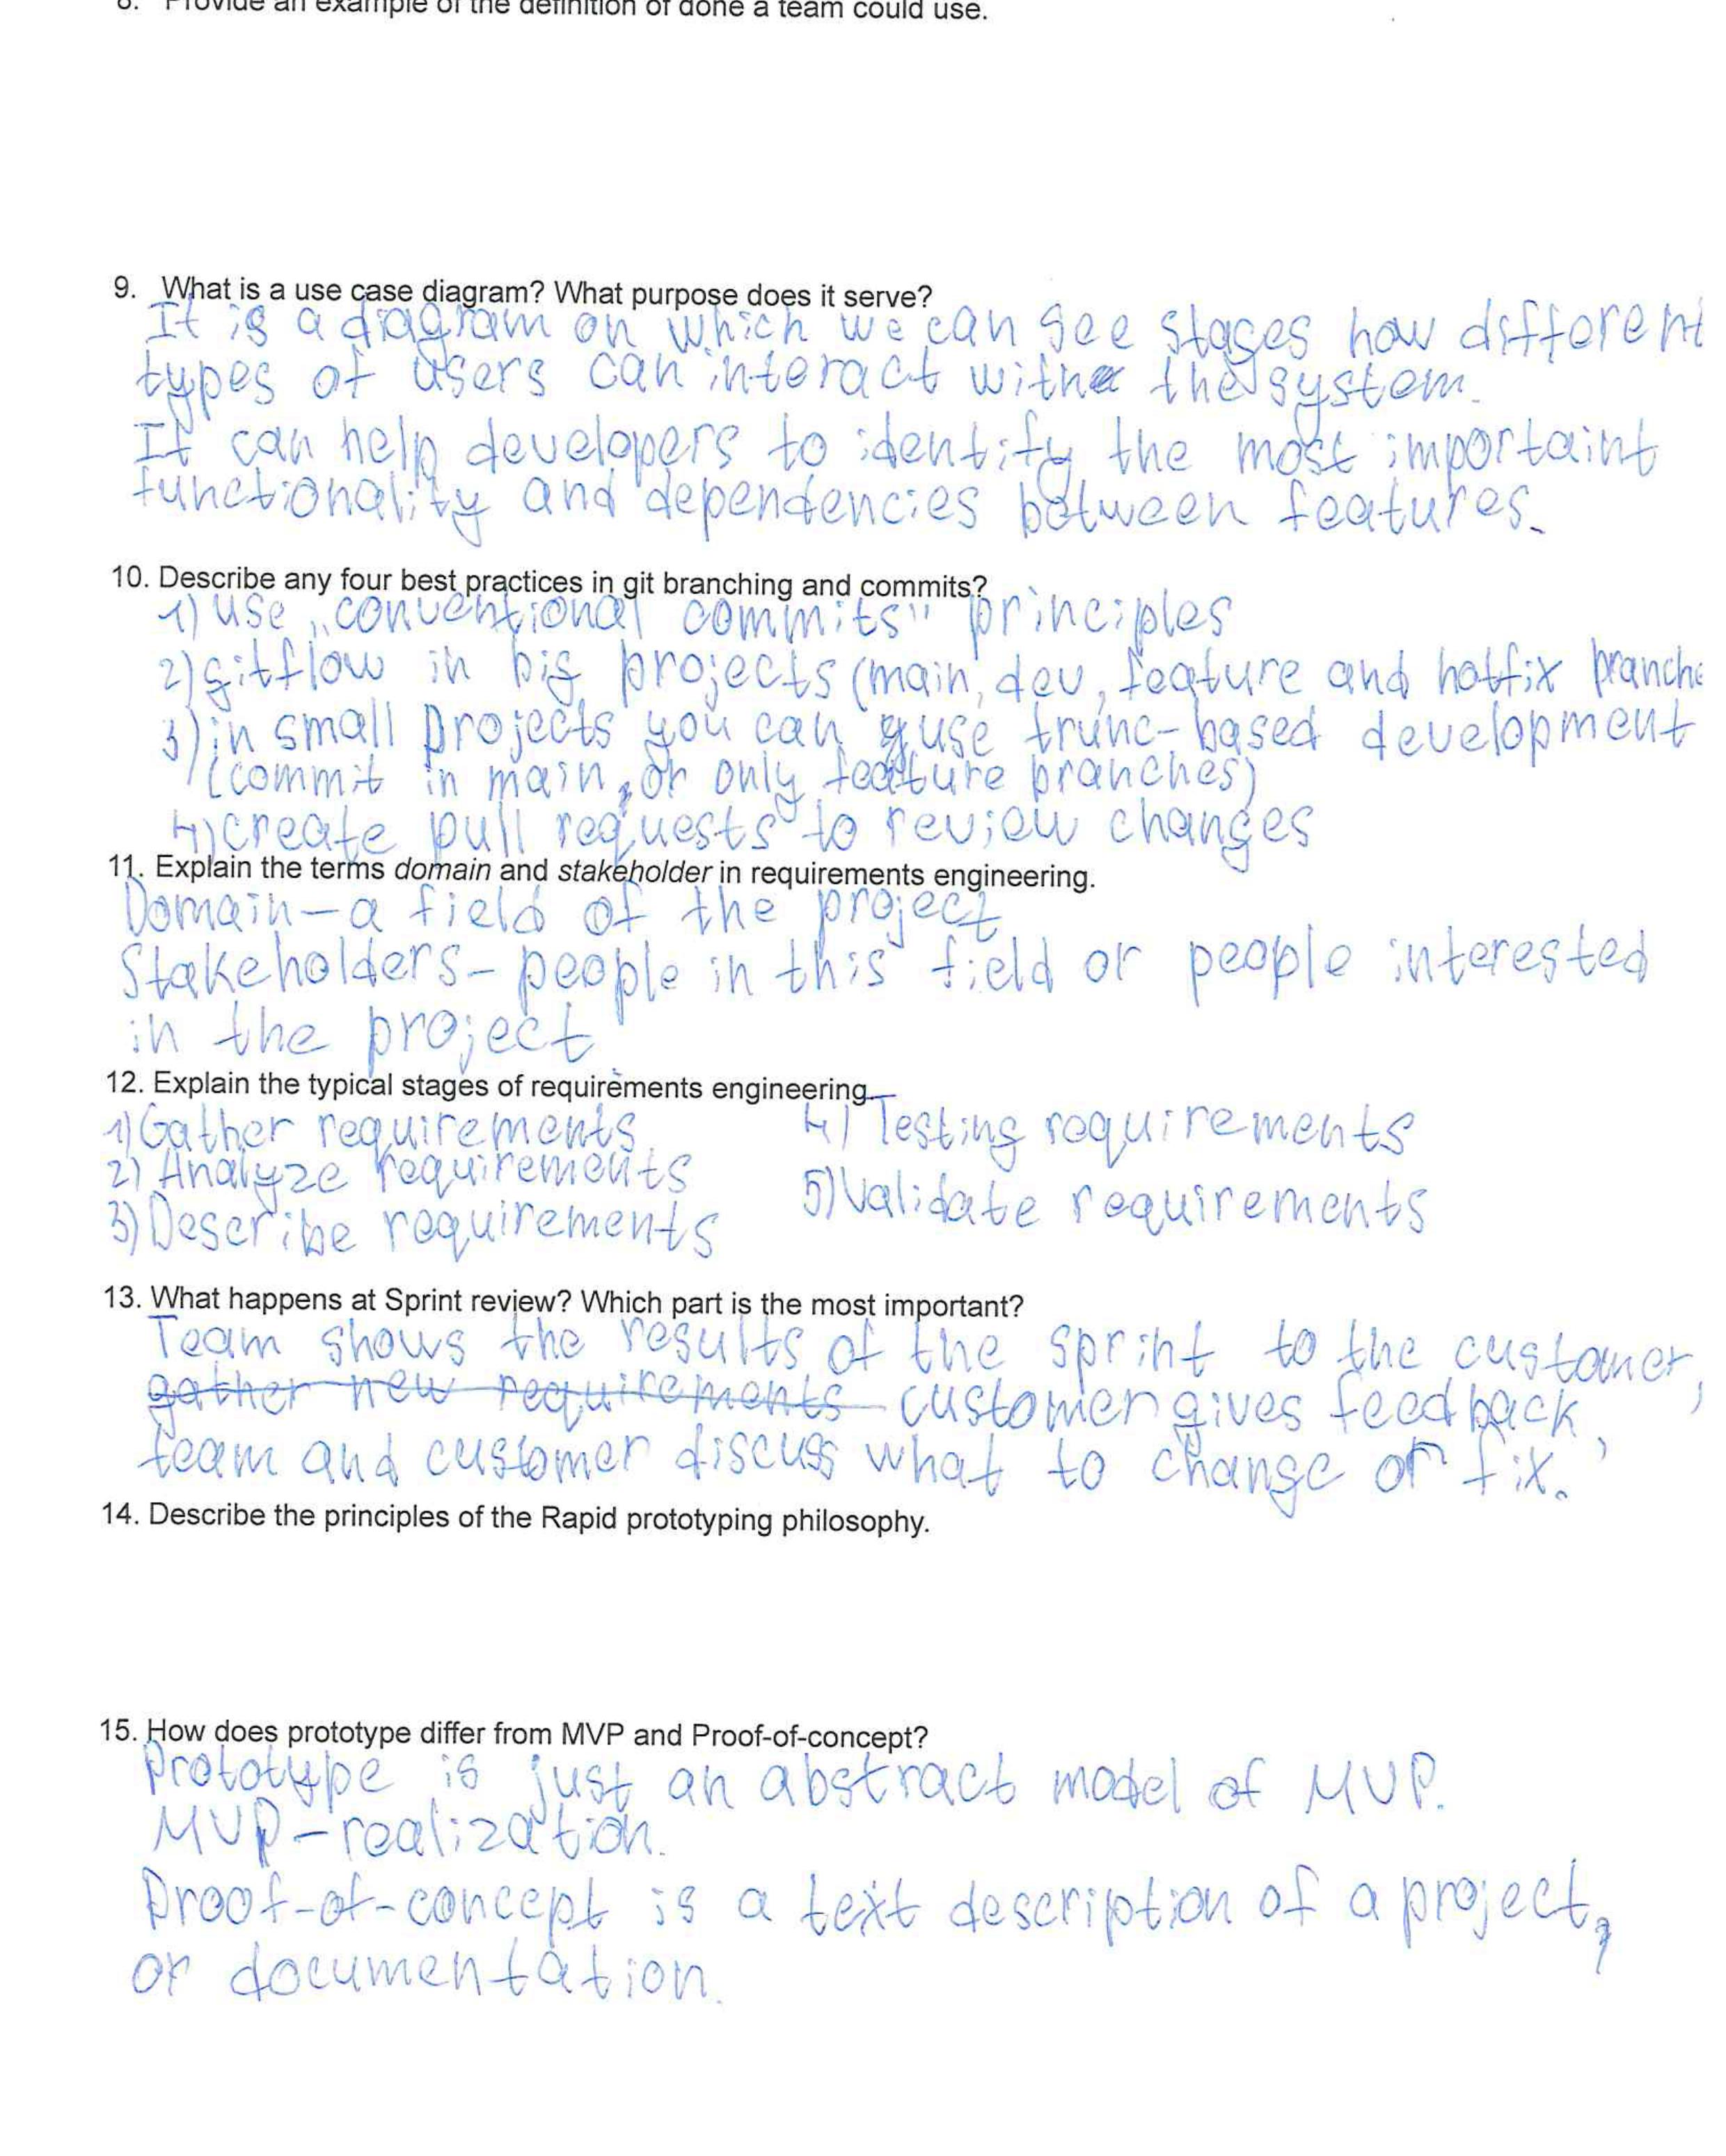 8. Provide an example of the definition of done a team could use.
9. What is a use case diagram? What purpose does it serve?
It is a diagram on which we can see stages how different
types of users can interact with the system.
It can help developers to identify the most importaint
functionality and dependencies between features.
10. Describe any four best practices in git branching and commits?
1) use „conventional commits" principles
2) gitflow in big projects (main, dev, feature and hotfix branche
3) in small projects you can use trunc-based development
(commit in main, or only feature branches)
4) create pull requests to review changes
11. Explain the terms domain and stakeholder in requirements engineering.
Domain – a field of the project
Stakeholders – people in this field or people interested
in the project
12. Explain the typical stages of requirements engineering.
1) Gather requirements
2) Analyze requirements
3) Describe requirements
4) Testing requirements
5) Validate requirements
13. What happens at Sprint review? Which part is the most important?
Team shows the results of the sprint to the customer,
gather new requirements customer gives feedback,
team and customer discuss what to change or fix.
14. Describe the principles of the Rapid prototyping philosophy.
15. How does prototype differ from MVP and Proof-of-concept?
Prototype is just an abstract model of MVP.
MVP – realization.
Proof-of-concept is a text description of a project,
or documentation.